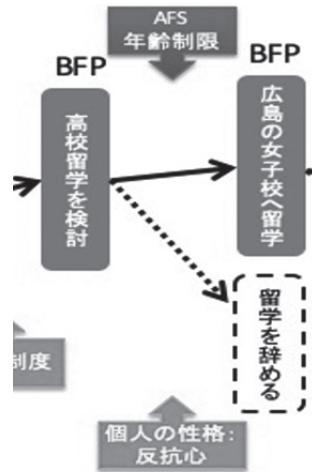 AFS
年齢制限
BFP
BFP
高校留学を検討
広島の女子校へ留学
留学を辞める
制度
個人の性格：
反抗心